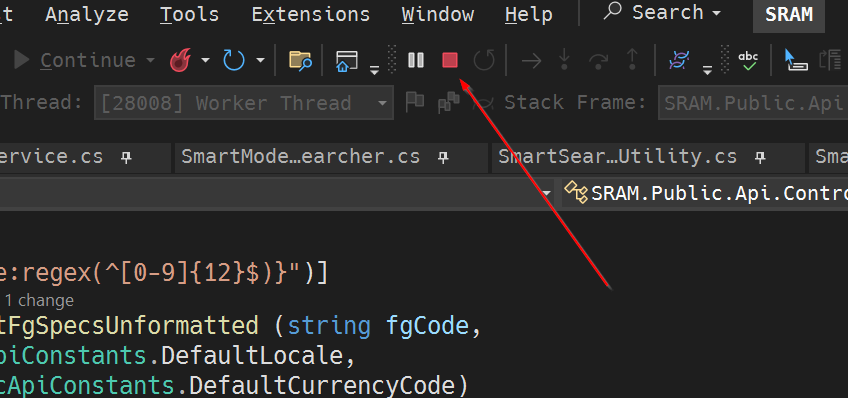 t Analyze Tools Extensions Window Help Search SRAM
Continue
abc
Thread: [28008] Worker Thread Stack Frame: SRAM.Public.Api
ervice.cs SmartMode…earcher.cs SmartSear…Utility.cs Sma
SRAM.Public.Api.Contro
e:regex(^[0-9]{12}$)}")]
1 change
tFgSpecsUnformatted (string fgCode,
piConstants.DefaultLocale,
cApiConstants.DefaultCurrencyCode)